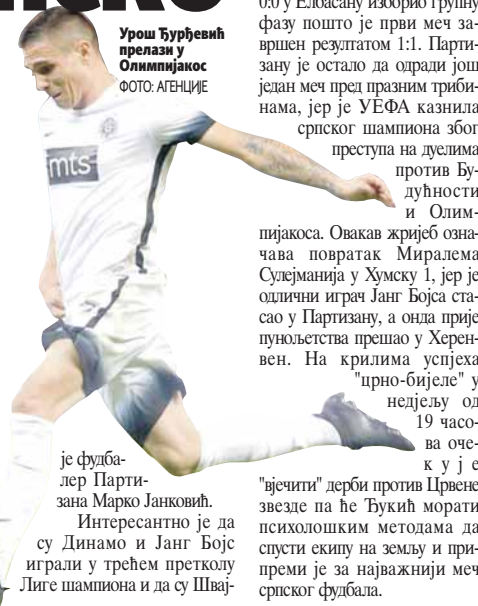 Урош Ђурђевић
прелази у
Олимпијакос
ФОТО: АГЕНЦИЈЕ
mts
је фудба-
лер Парти-
зана Марко Јанковић.
Интересантно је да
су Динамо и Јанг Бојс
играли у трећем претколу
Лиге шампиона и да су Швај-
0:0 у Елбасану изборио групну
фазу пошто је први меч за-
вршен резултатом 1:1. Парти-
зану је остало да одради још
један меч пред празним триби-
нама, јер је УЕФА казнила
српског шампиона због
преступа на дуелима
против Бу-
дућности
и Олим-
пијакоса. Овакав жријеб озна-
чава повратак Миралема
Сулејманија у Хумску 1, јер је
одлични играч Јанг Бојса ста-
сао у Партизану, а онда прије
пунољетства прешао у Херен-
вен. На крилима успјеха
"црно-бијеле" у
недјељу од
19 часо-
ва оче-
кује
"вјечити" дерби против Црвене
звезде па ће Ђукић морати
психолошким методама да
спусти екипу на земљу и при-
преми је за најважнији меч
српског фудбала.